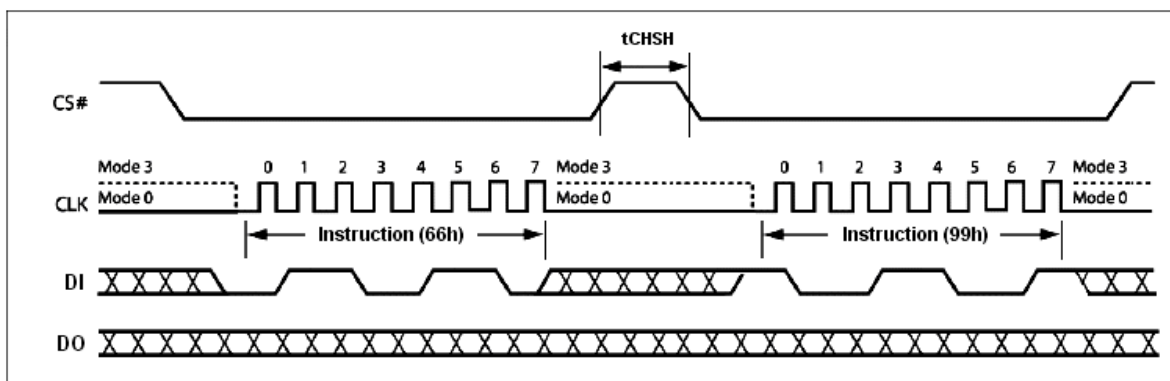 tCHSH
CS#
Mode 3 0 1 2 3 4 5 6 7 Mode 3 0 1 2 3 4 5 6 7 Mode 3
CLK Mode 0 Mode 0 Mode 0
Instruction (66h) Instruction (99h)
DI
DO